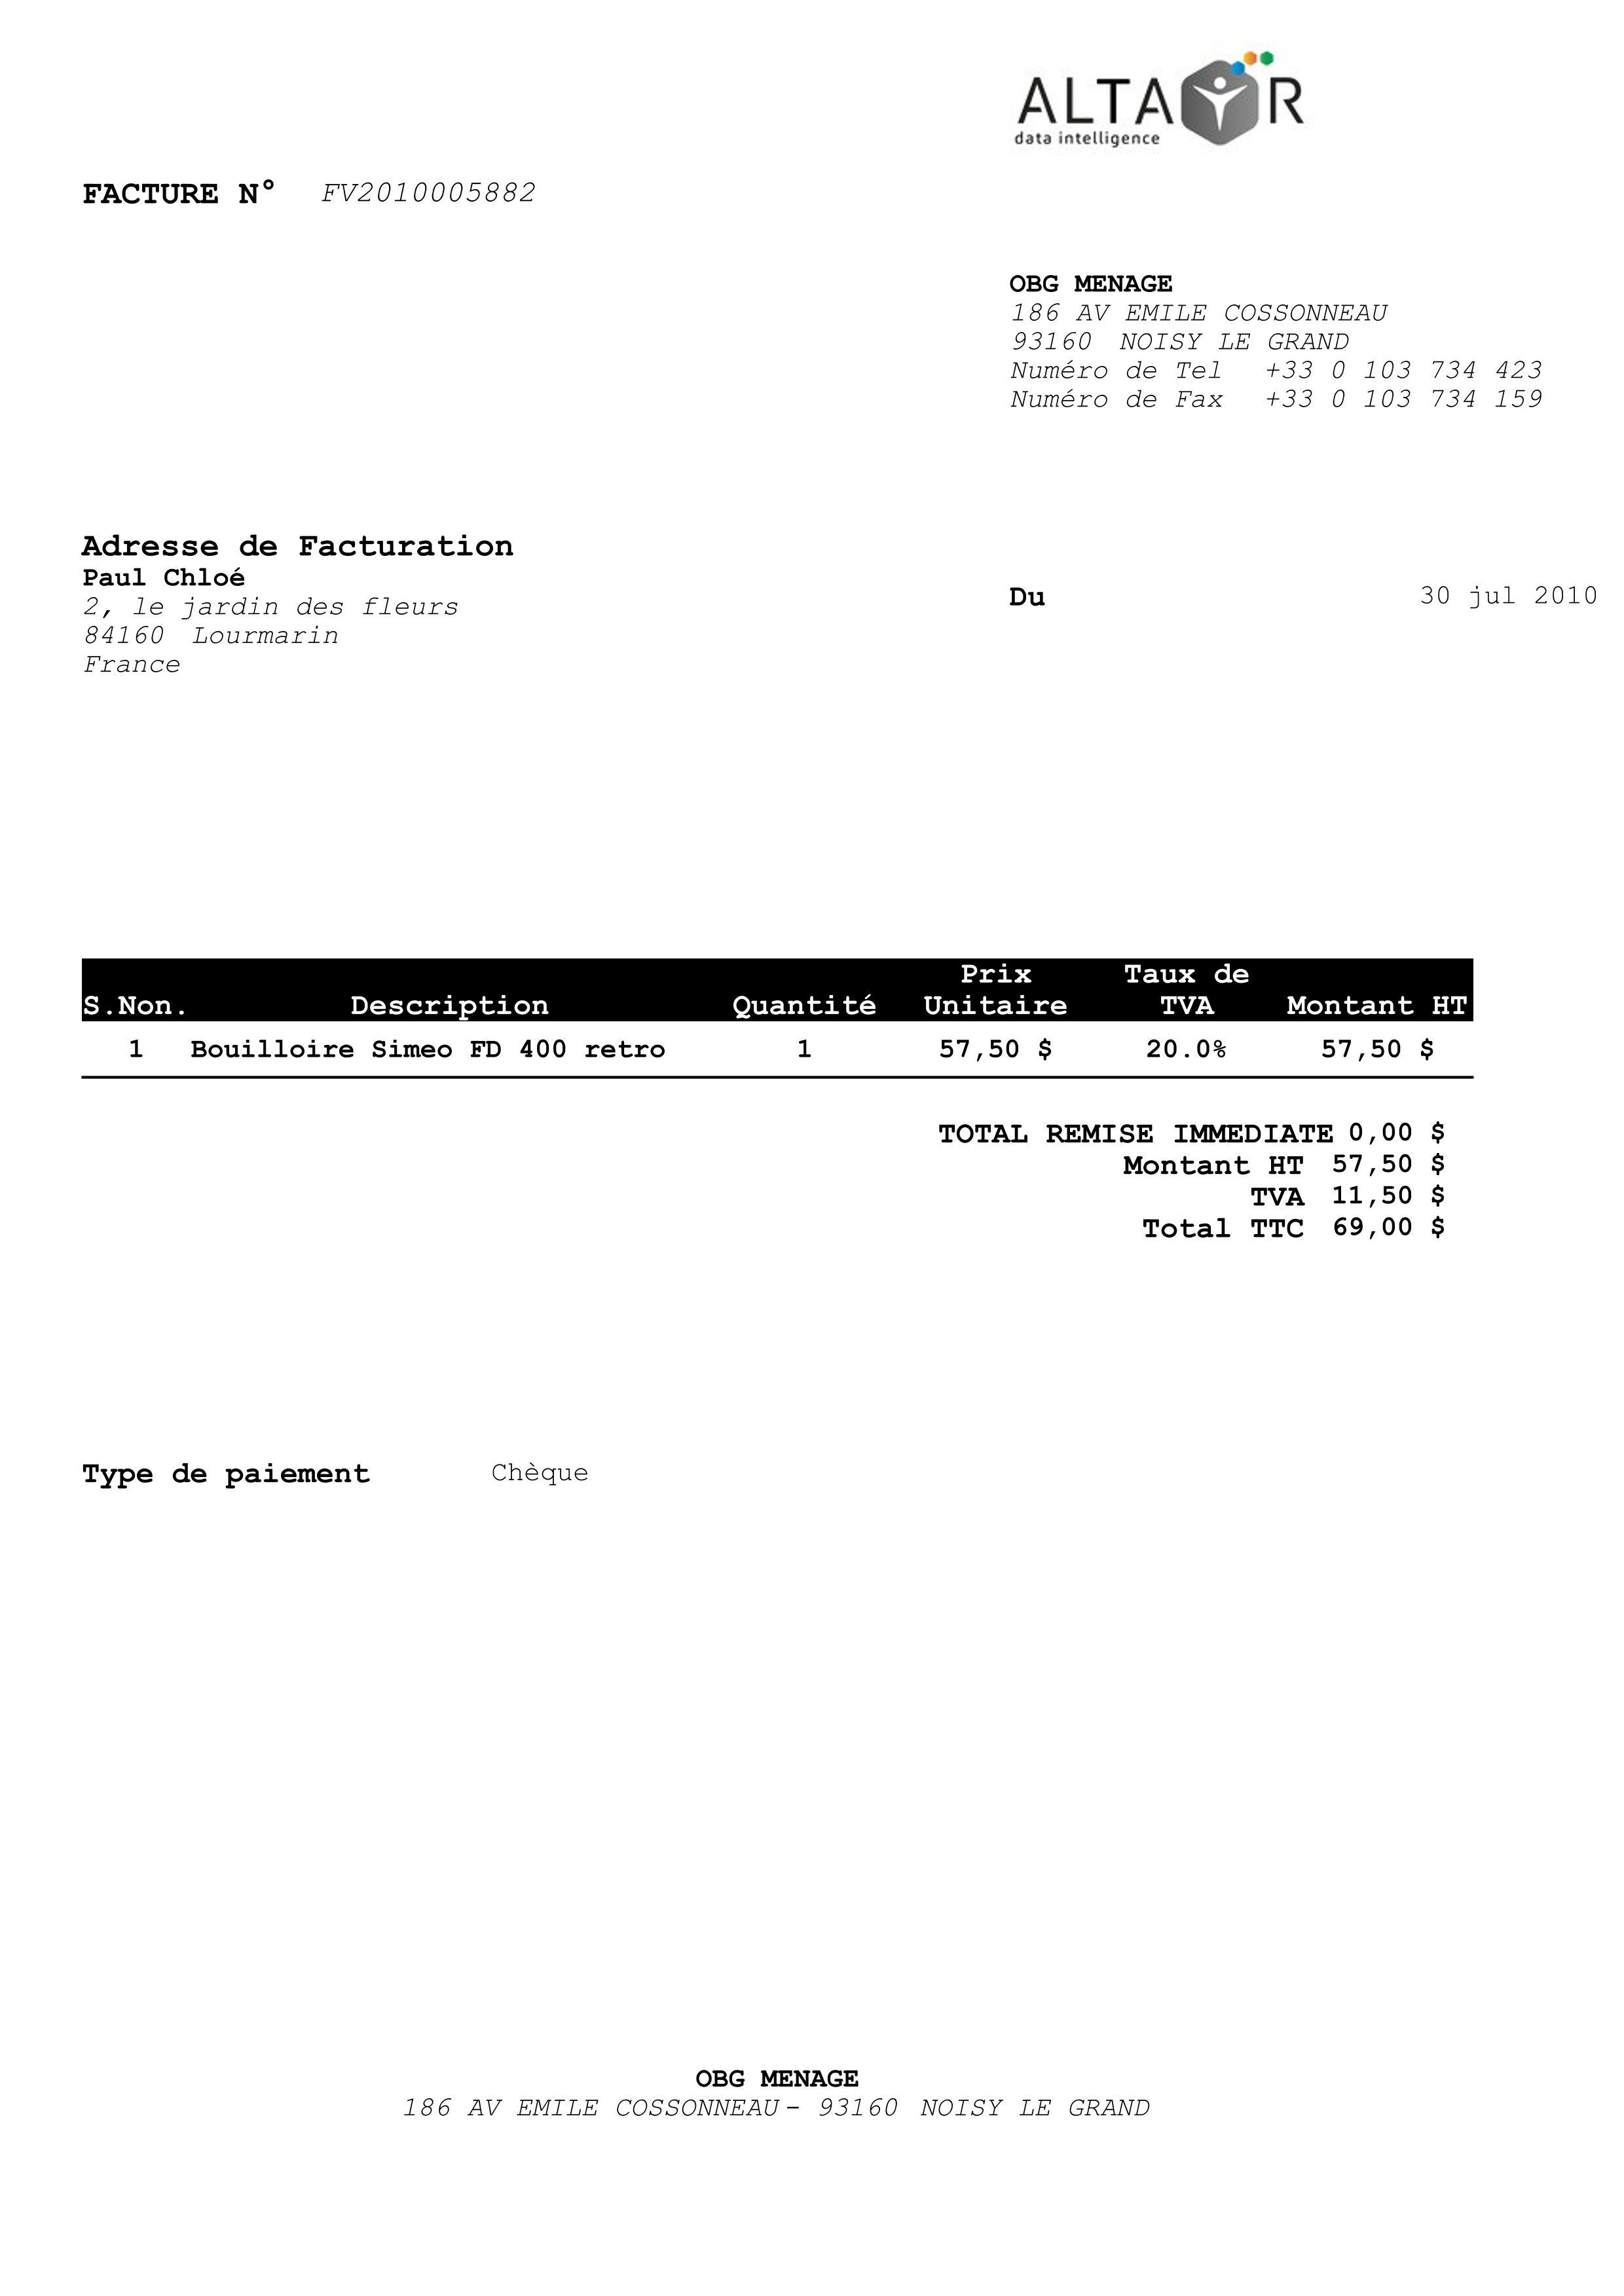 ALTAYR
data intelligence
FACTURE N° FV2010005882
OBG MENAGE
186 AV EMILE COSSONNEAU
93160 NOISY LE GRAND
Numéro de Tel +33 0 103 734 423
Numéro de Fax +33 0 103 734 159
Adresse de Facturation
Paul Chloé
2, le jardin des fleurs
84160 Lourmarin
France
Du 30 jul 2010
S.Non. Description Quantité Prix Unitaire Taux de TVA Montant HT
1 Bouilloire Simeo FD 400 retro 1 57,50 $ 20.0% 57,50 $
TOTAL REMISE IMMEDIATE 0,00 $
Montant HT 57,50 $
TVA 11,50 $
Total TTC 69,00 $
Type de paiement Chèque
OBG MENAGE
186 AV EMILE COSSONNEAU - 93160 NOISY LE GRAND